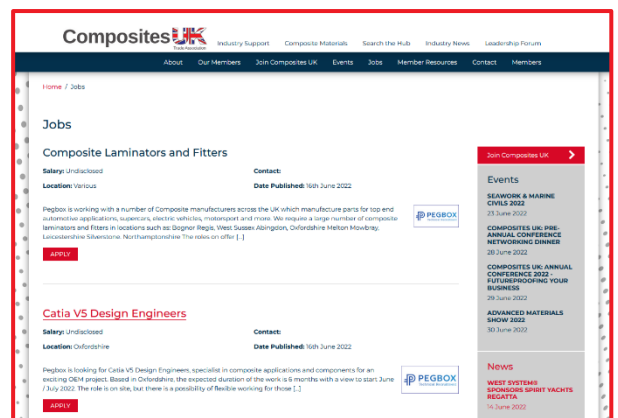 Composites UK
Trade Association
Industry Support Composite Materials Search the Hub Industry News Leadership Forum
About Our Members Join Composites UK Events Jobs Member Resources Contact Members
Home / Jobs
Jobs
Composite Laminators and Fitters
Salary: Undisclosed Contact:
Location: Various Date Published: 16th June 2022
Pegbox is working with a number of Composite manufacturers across the UK which manufacture parts for top end
automotive applications, supercars, electric vehicles, motorsport and more. We require a large number of composite
laminators and fitters in locations such as: Bognor Regis, West Sussex Abingdon, Oxfordshire Melton Mowbray,
Leicestershire Silverstone. Northamptonshire The roles on offer [...]
PEGBOX
APPLY
Catia V5 Design Engineers
Salary: Undisclosed Contact:
Location: Oxfordshire Date Published: 16th June 2022
Pegbox is looking for Catia V5 Design Engineers, specialist in composite applications and components for an
exciting OEM project. Based in Oxfordshire, the expected duration of the work is 6 months with a view to start June
/ July 2022. The role is on site, but there is a possibility of flexible working for those [...]
PEGBOX
APPLY
Join Composites UK
Events
SEAWORK & MARINE
CIVILS 2022
23 June 2022
COMPOSITES UK: PRE-
ANNUAL CONFERENCE
NETWORKING DINNER
28 June 2022
COMPOSITES UK: ANNUAL
CONFERENCE 2022 -
FUTUREPROOFING YOUR
BUSINESS
29 June 2022
ADVANCED MATERIALS
SHOW 2022
30 June 2022
News
WEST SYSTEM®
SPONSORS SPIRIT YACHTS
REGATTA
14 June 2022